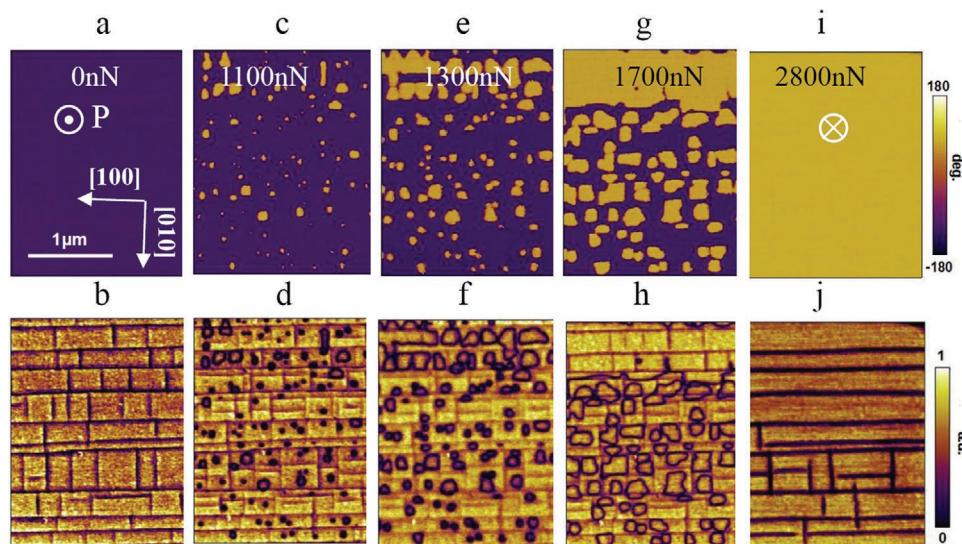 a c e g i
0nN 1100nN 1300nN 1700nN 2800nN
P
[100]
[010]
1µm
180
deg.
-180
b d f h j
1
a.u.
0